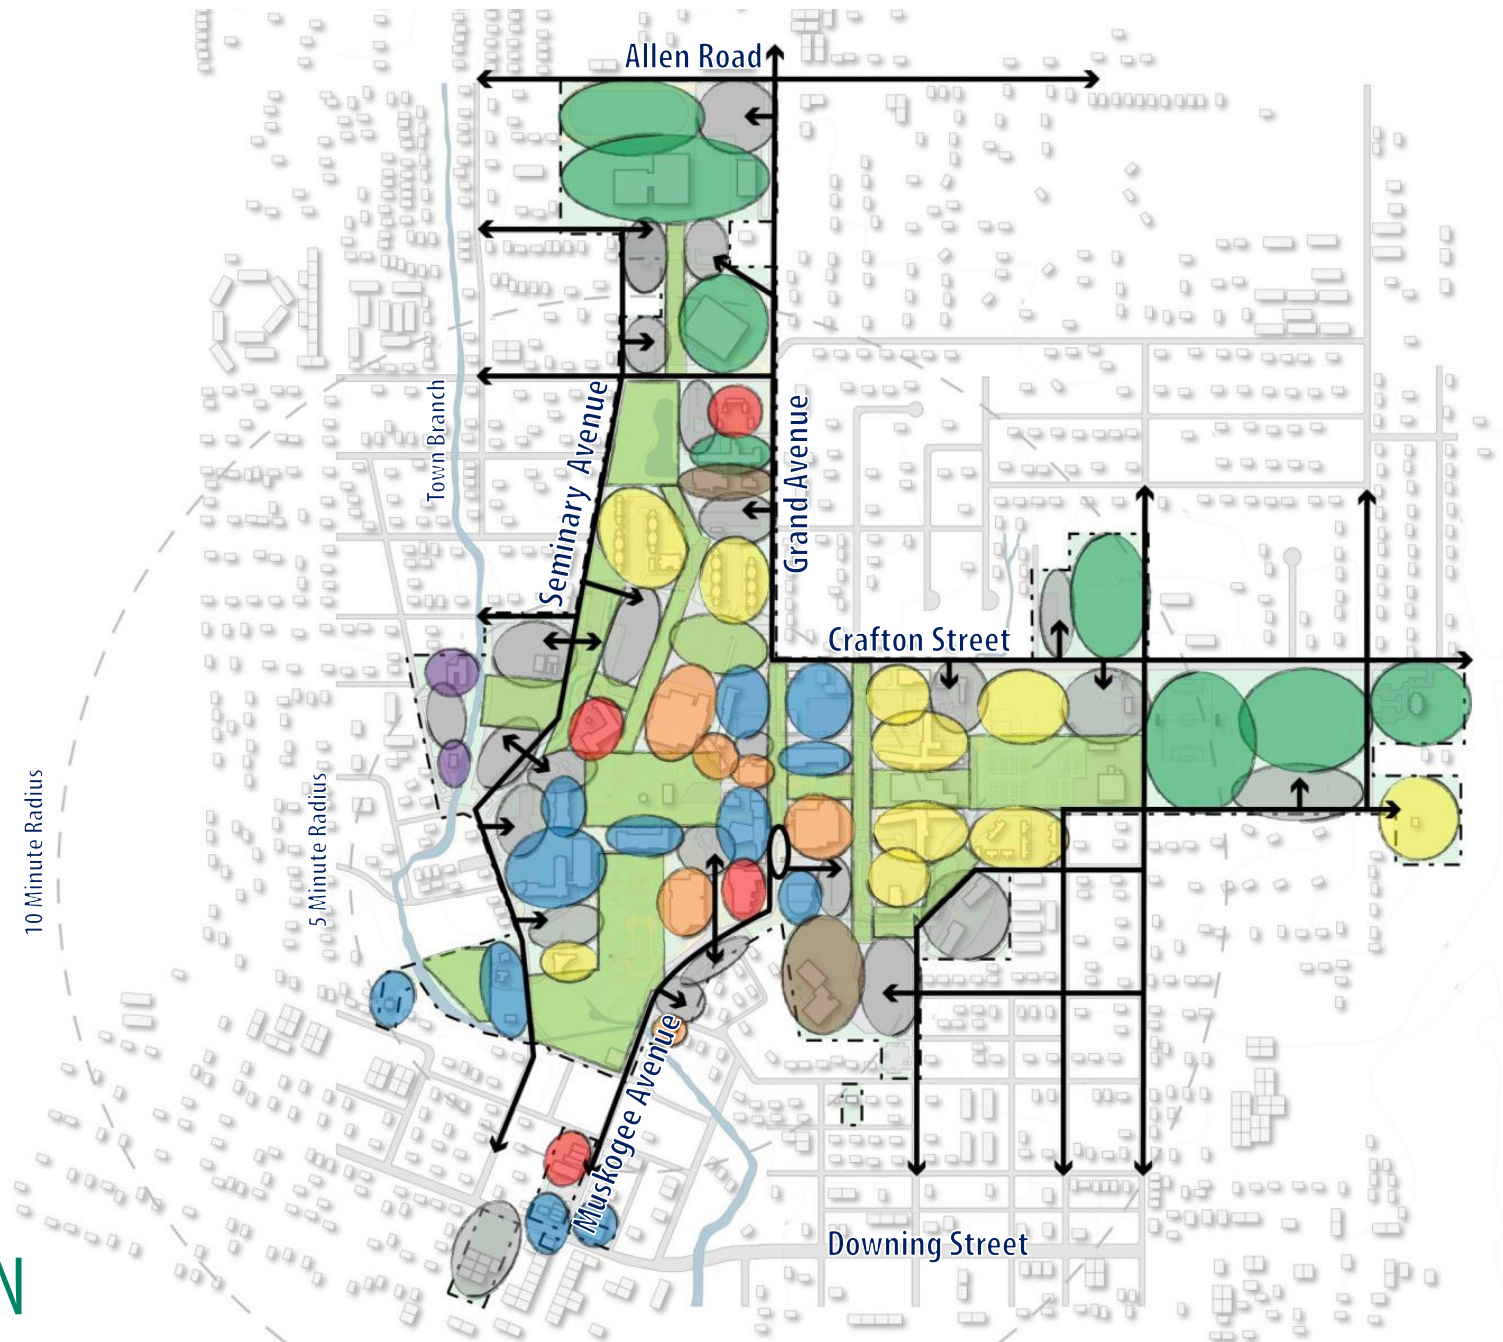 Allen Road
Town Branch
Seminary Avenue
Grand Avenue
Crafton Street
10 Minute Radius
5 Minute Radius
Muskogee Avenue
Downing Street
N